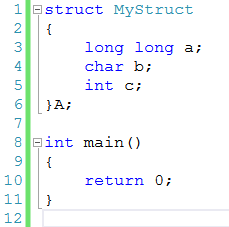 1 struct MyStruct
2 {
3 long long a;
4 char b;
5 int c;
6 }A;
7
8 int main()
9 {
10 return 0;
11 }
12